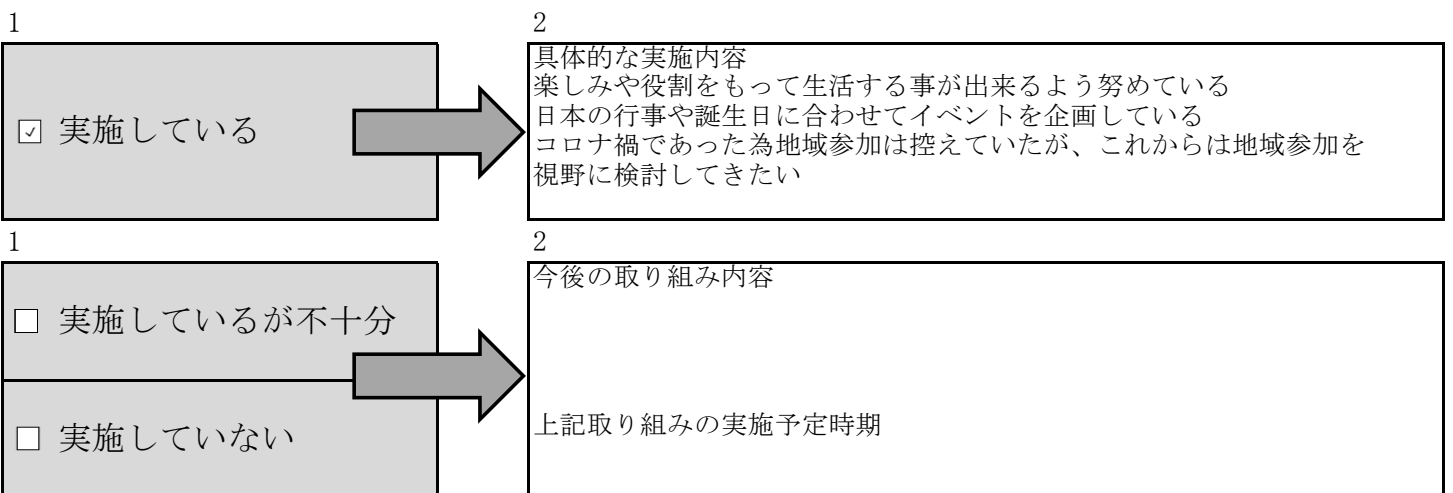 1
2
☑ 実施している
具体的な実施内容
楽しみや役割をもって生活する事が出来るよう努めている
日本の行事や誕生日に合わせてイベントを企画している
コロナ禍であった為地域参加は控えていたが、これからは地域参加を
視野に検討してきたい
1
2
☐ 実施しているが不十分
☐ 実施していない
今後の取り組み内容
上記取り組みの実施予定時期